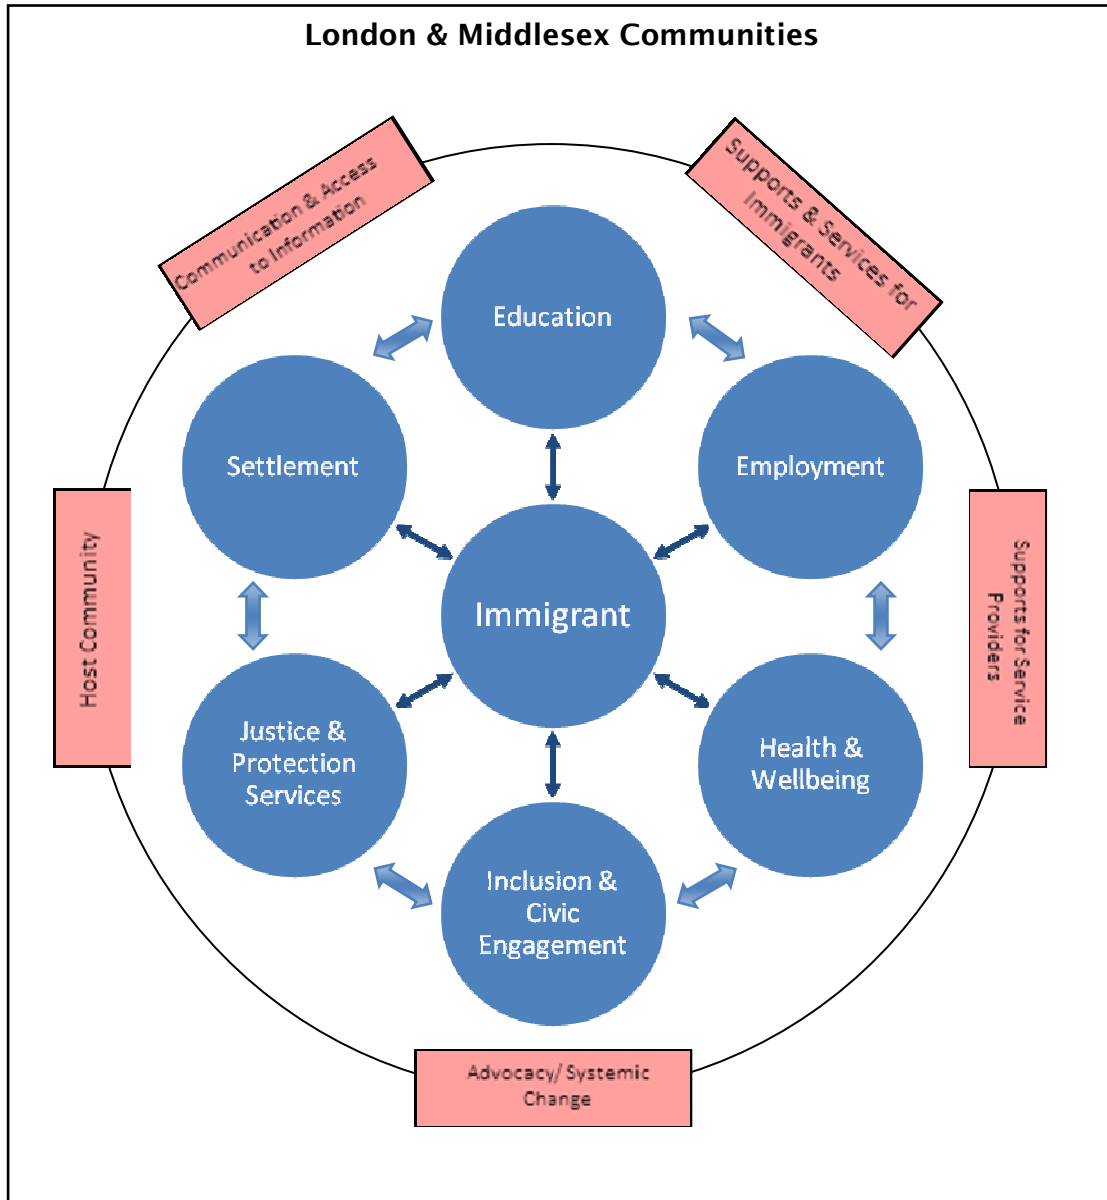 London & Middlesex Communities
Communication & Access
to Information
Supports & Services for
Immigrants
Education
Settlement
Employment
Host Community
Immigrant
Supports for Service
Providers
Justice &
Protection
Services
Health &
Wellbeing
Inclusion &
Civic
Engagement
Advocacy/ Systemic
Change